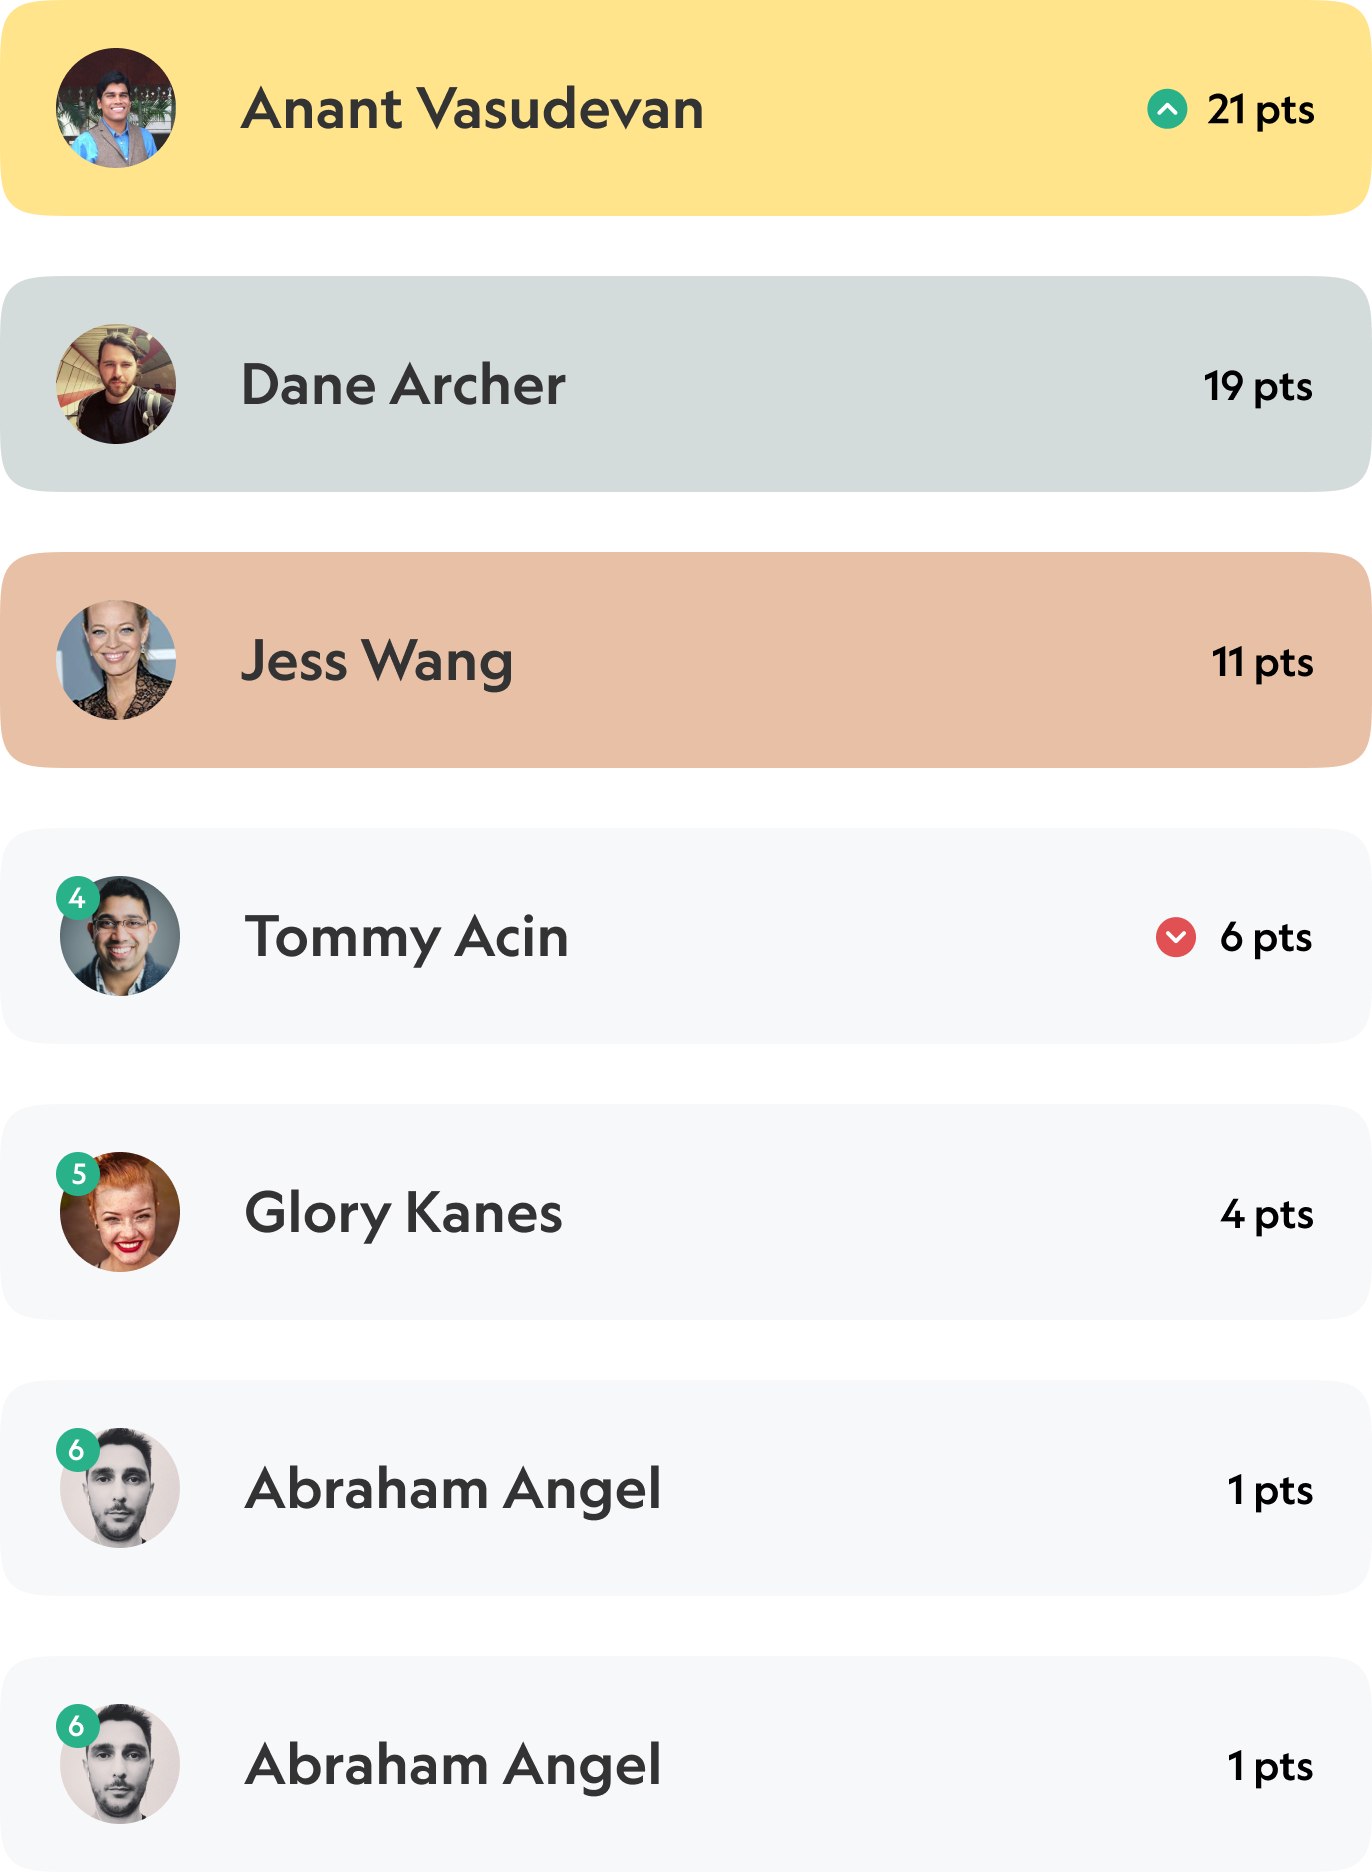 Anant Vasudevan 21 pts
Dane Archer 19 pts
Jess Wang 11 pts
4 Tommy Acin 6 pts
5 Glory Kanes 4 pts
6 Abraham Angel 1 pts
6 Abraham Angel 1 pts